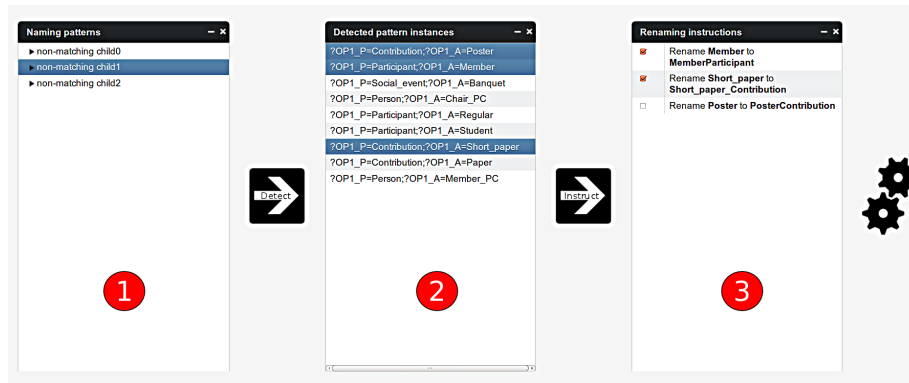 Naming patterns
non-matching child0
non-matching child1
non-matching child2
1
Detect
Detected pattern instances
?OP1_P=Contribution;?OP1_A=Poster
?OP1_P=Participant;?OP1_A=Member
?OP1_P=Social_event;?OP1_A=Banquet
?OP1_P=Person;?OP1_A=Chair_PC
?OP1_P=Participant;?OP1_A=Regular
?OP1_P=Participant;?OP1_A=Student
?OP1_P=Contribution;?OP1_A=Short_paper
?OP1_P=Contribution;?OP1_A=Paper
?OP1_P=Person;?OP1_A=Member_PC
2
Instruct
Renaming instructions
Rename Member to
MemberParticipant
Rename Short_paper to
Short_paper_Contribution
Rename Poster to PosterContribution
3